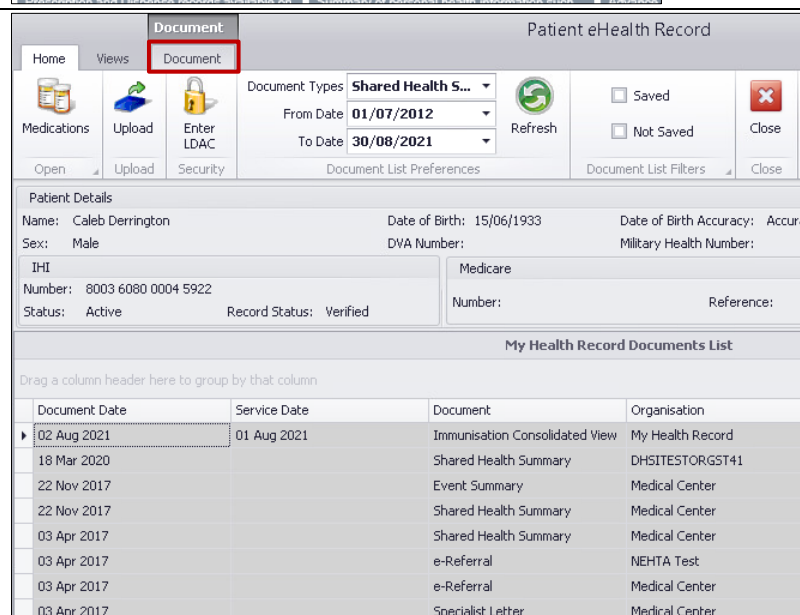 Document
Patient eHealth Record
Home Views Document
Medications
Upload
Enter
LDAC
Document Types Shared Health S...
From Date 01/07/2012
To Date 30/08/2021
Refresh
Saved
Not Saved
Close
Open Upload Security Document List Preferences Document List Filters Close
Patient Details
Name: Caleb Derrington Date of Birth: 15/06/1933 Date of Birth Accuracy: Accur
Sex: Male DVA Number: Military Health Number:
IHI Medicare
Number: 8003 6080 0004 5922
Number: Reference:
Status: Active Record Status: Verified
My Health Record Documents List
Drag a column header here to group by that column
Document Date Service Date Document Organisation
02 Aug 2021 01 Aug 2021 Immunisation Consolidated View My Health Record
18 Mar 2020 Shared Health Summary DHSITESTORGST41
22 Nov 2017 Event Summary Medical Center
22 Nov 2017 Shared Health Summary Medical Center
03 Apr 2017 Shared Health Summary Medical Center
03 Apr 2017 e-Referral NEHTA Test
03 Apr 2017 e-Referral Medical Center
03 Apr 2017 Specialist Letter Medical Center